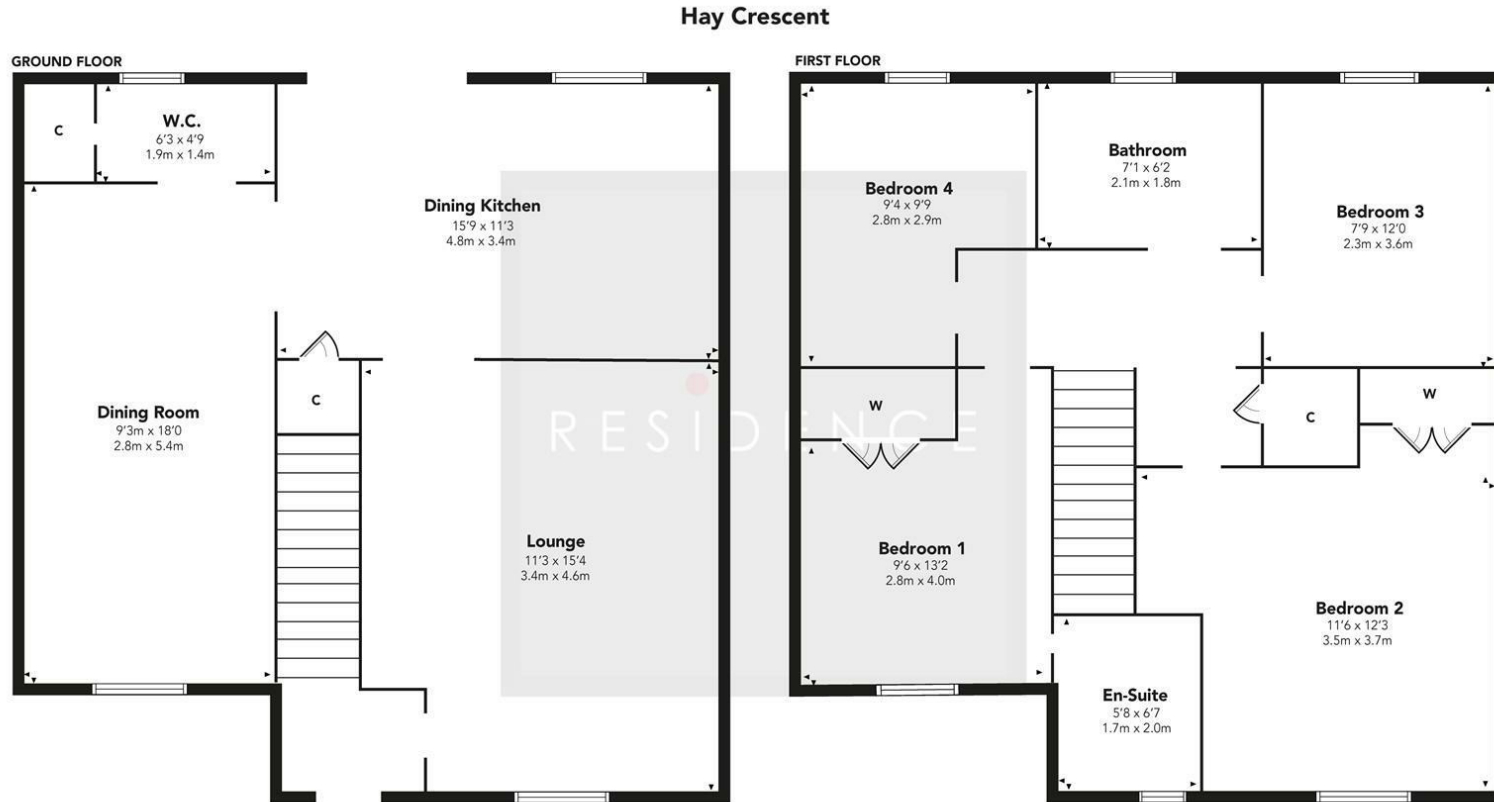 Hay Crescent
GROUND FLOOR
C
W.C.
6'3 x 4'9
1.9m x 1.4m
Dining Kitchen
15'9 x 11'3
4.8m x 3.4m
Dining Room
9'3m x 18'0
2.8m x 5.4m
C
Lounge
11'3 x 15'4
3.4m x 4.6m
RESIDENCE
FIRST FLOOR
Bedroom 4
9'4 x 9'9
2.8m x 2.9m
Bathroom
7'1 x 6'2
2.1m x 1.8m
Bedroom 3
7'9 x 12'0
2.3m x 3.6m
W
C
W
Bedroom 1
9'6 x 13'2
2.8m x 4.0m
Bedroom 2
11'6 x 12'3
3.5m x 3.7m
En-Suite
5'8 x 6'7
1.7m x 2.0m